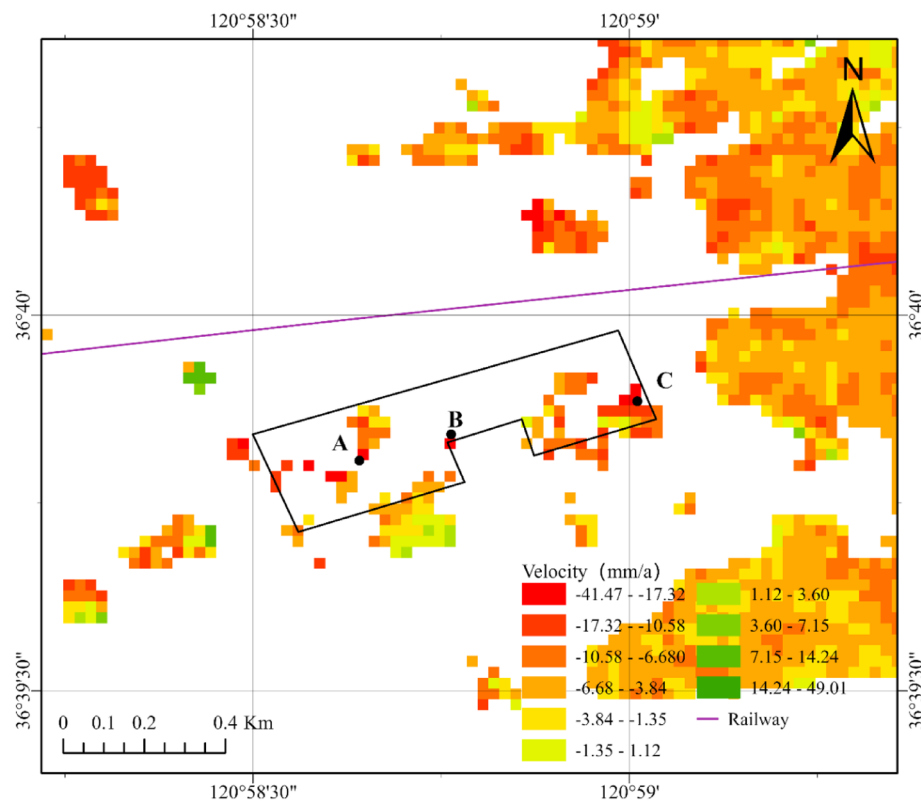 120°58'30" 120°59'
N
36°40' 36°40'
C
B
A
Velocity (mm/a)
-41.47 - -17.32 1.12 - 3.60
-17.32 - -10.58 3.60 - 7.15
-10.58 - -6.680 7.15 - 14.24
-6.68 - -3.84 14.24 - 49.01
-3.84 - -1.35 Railway
-1.35 - 1.12
36°39'30" 36°39'30"
0 0.1 0.2 0.4 Km
120°58'30" 120°59'